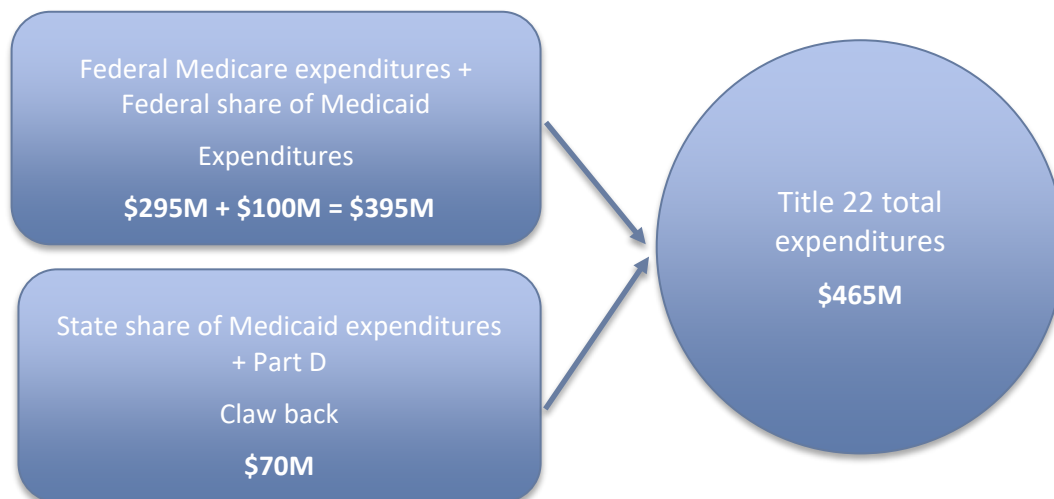 Federal Medicare expenditures +
Federal share of Medicaid
Expenditures
$295M + $100M = $395M
State share of Medicaid expenditures
+ Part D
Claw back
$70M
Title 22 total
expenditures
$465M